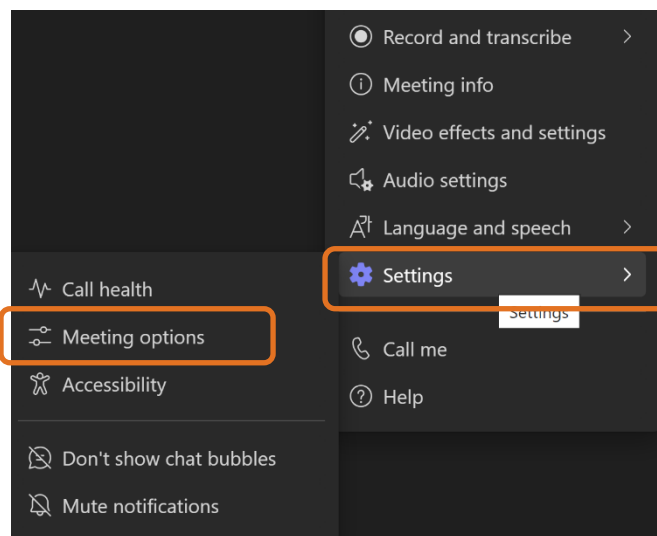 Record and transcribe
Meeting info
Video effects and settings
Audio settings
Language and speech
Settings
Settings
Call me
Help
Call health
Meeting options
Accessibility
Don't show chat bubbles
Mute notifications